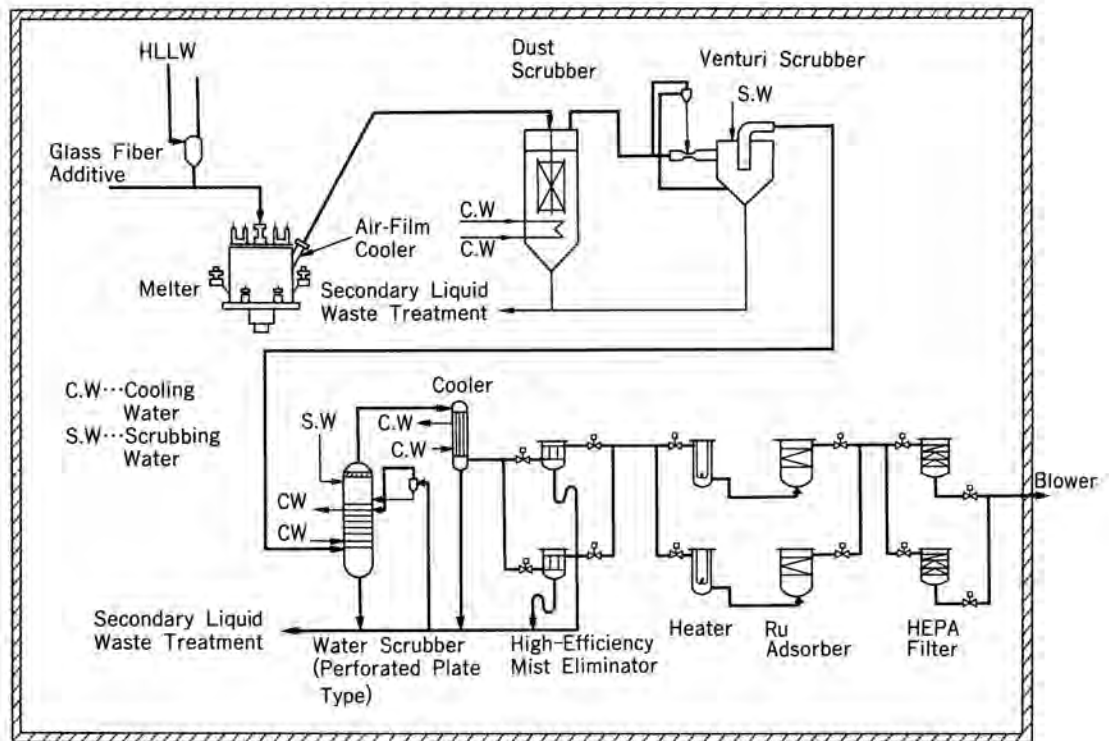 HLLW
Dust
Scrubber
Venturi Scrubber
S.W
Glass Fiber
Additive
Air-Film
Cooler
C.W
C.W
Melter
Secondary Liquid
Waste Treatment
C.W⋯Cooling
Water
S.W⋯Scrubbing
Water
Cooler
S.W
C.W
C.W
CW
CW
Blower
Secondary Liquid
Waste Treatment
Water Scrubber
(Perforated Plate
Type)
High-Efficiency
Mist Eliminator
Heater
Ru
Adsorber
HEPA
Filter